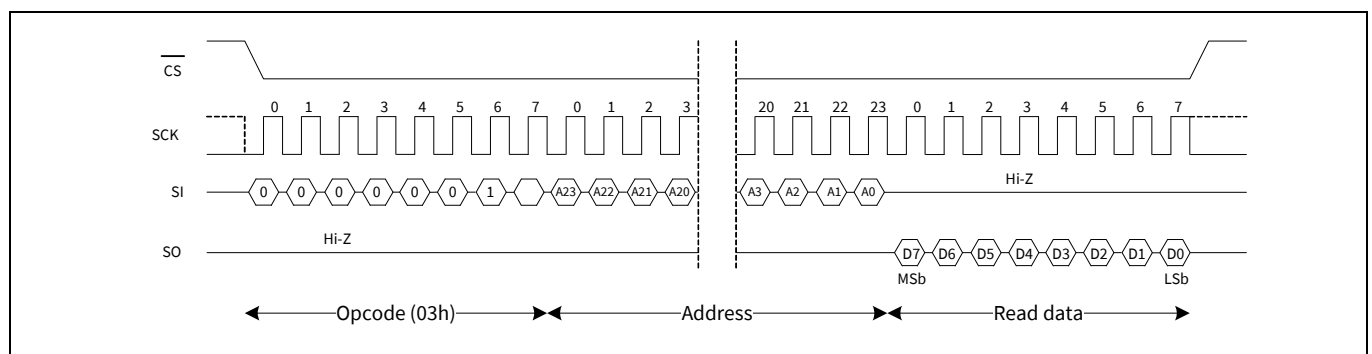 CS
0 1 2 3 4 5 6 7 0 1 2 3 20 21 22 23 0 1 2 3 4 5 6 7
SCK
Hi-Z
SI 0 0 0 0 0 0 1 A23 A22 A21 A20 A3 A2 A1 A0
Hi-Z
SO D7 D6 D5 D4 D3 D2 D1 D0
MSb LSb
Opcode (03h) Address Read data